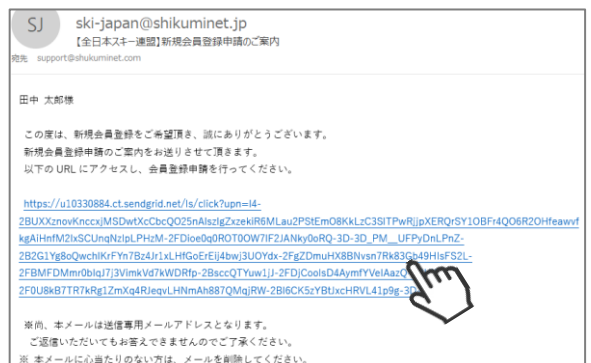 SJ
ski-japan@shikuminet.jp
【全日本スキー連盟】新規会員登録申請のご案内
宛先 support@shukuminet.com
田中 太郎様
この度は、新規会員登録をご希望頂き、誠にありがとうございます。
新規会員登録申請のご案内をお送りさせて頂きます。
以下の URL にアクセスし、会員登録申請を行ってください。
https://u10330884.ct.sendgrid.net/ls/click?upn=I4-
2BUXXznovKnccxjMSDwtXcCbcQO25nAlszlgZxzekIR6MLau2PStEmO8KkLzC3SITPwRjjpXERQrSY1OBFr4QO6R2OHfeawvf
kgAiHnfM2IxSCUnqNzlpLPHzM-2FDioe0q0ROT0OW7IF2JANky0oRQ-3D-3D_PM__UFPyDnLPnZ-
2B2G1Yg8oQwchIKrFYn7Bz4Jr1xLHfGoErEij4bwj3UOYdx-2FgZDmuHX8BNvsn7Rk83Gb49HIsFS2L-
2FBMFDMmr0bIqJ7j3VimkVd7kWDRfp-2BsccQTYuw1jJ-2FDjCooIsD4AymfYVeIAazQ
2F0U8kB7TR7kRg1ZmXq4RJeqvLHNmAh887QMqjRW-2BI6CK5zYBtJxcHRVL41p9g-3D
※尚、本メールは送信専用メールアドレスとなります。
ご返信いただいてもお答えできませんのでご了承ください。
※ 本メールに心当たりのない方は、メールを削除してください。